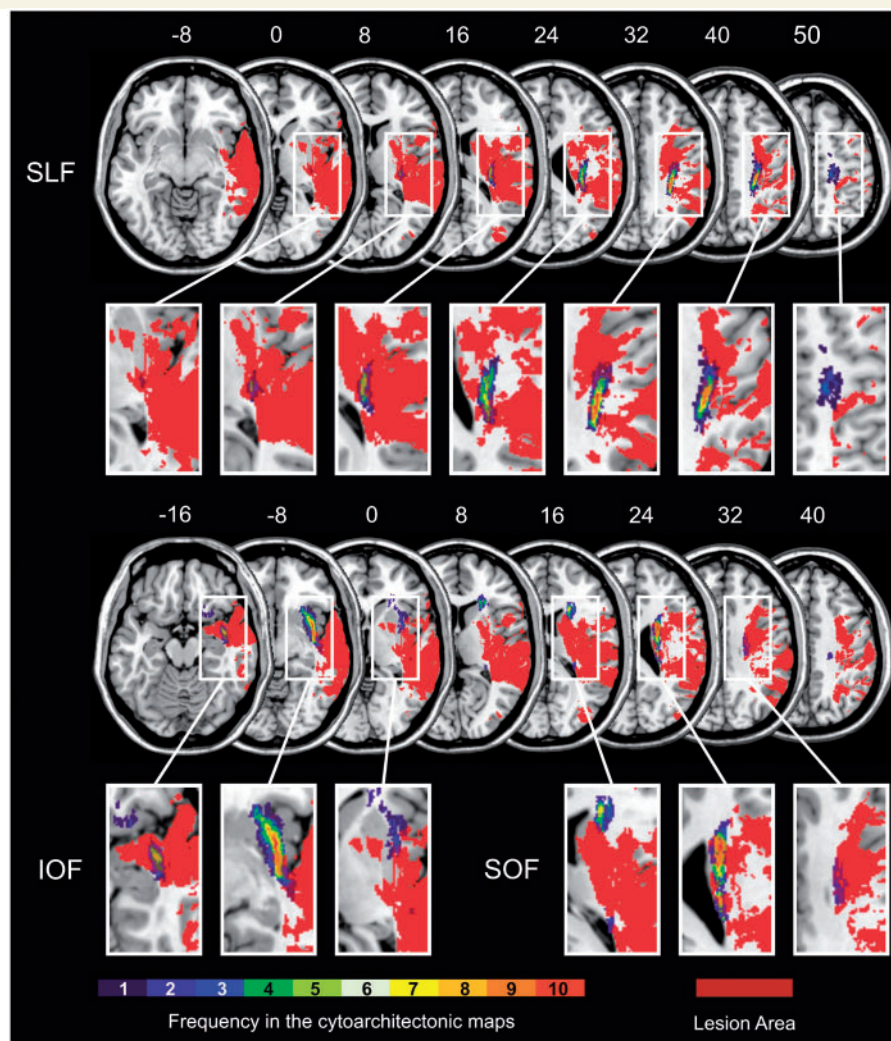 -8 0 8 16 24 32 40 50
SLF
-16 -8 0 8 16 24 32 40
IOF SOF
1 2 3 4 5 6 7 8 9 10
Frequency in the cytoarchitectonic maps Lesion Area